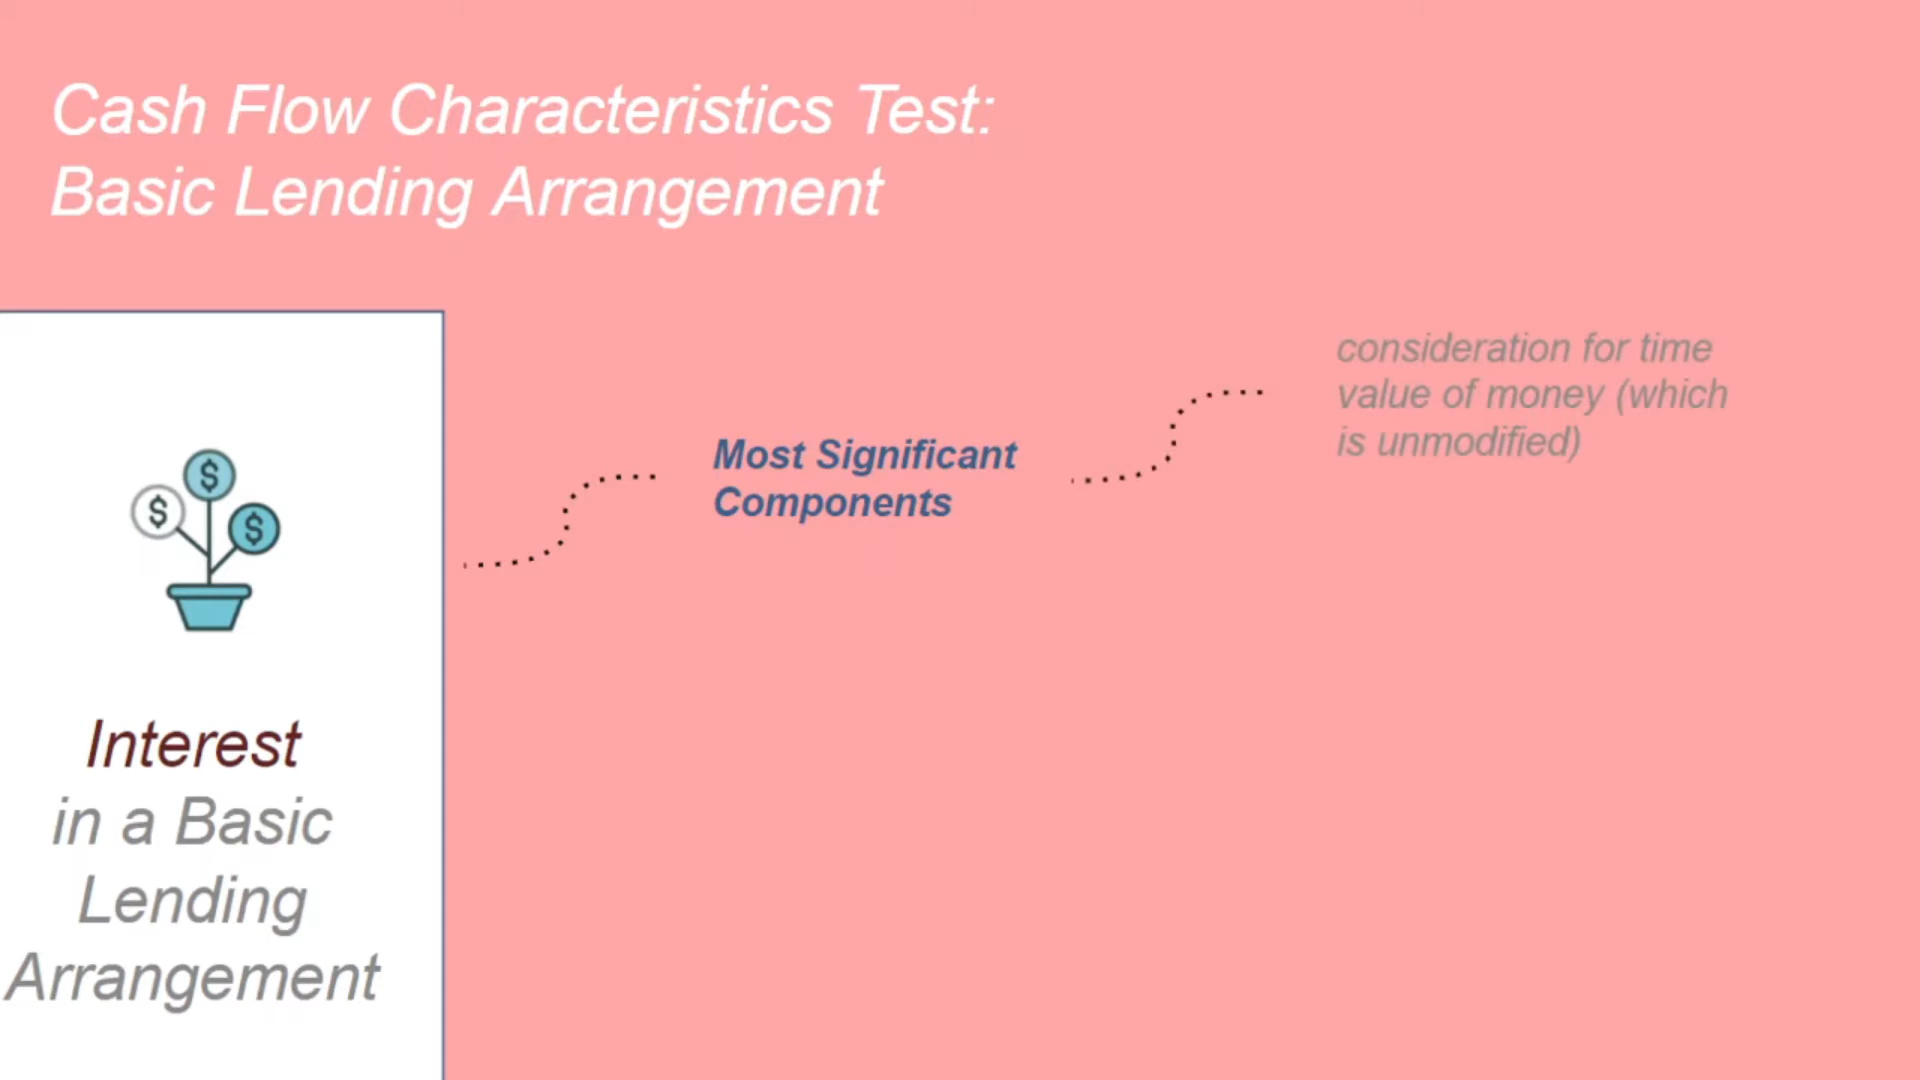 Cash Flow Characteristics Test:
Basic Lending Arrangement
consideration for time
value of money (which
is unmodified)
Most Significant
Components
$
$
$
Interest
in a Basic
Lending
Arrangement